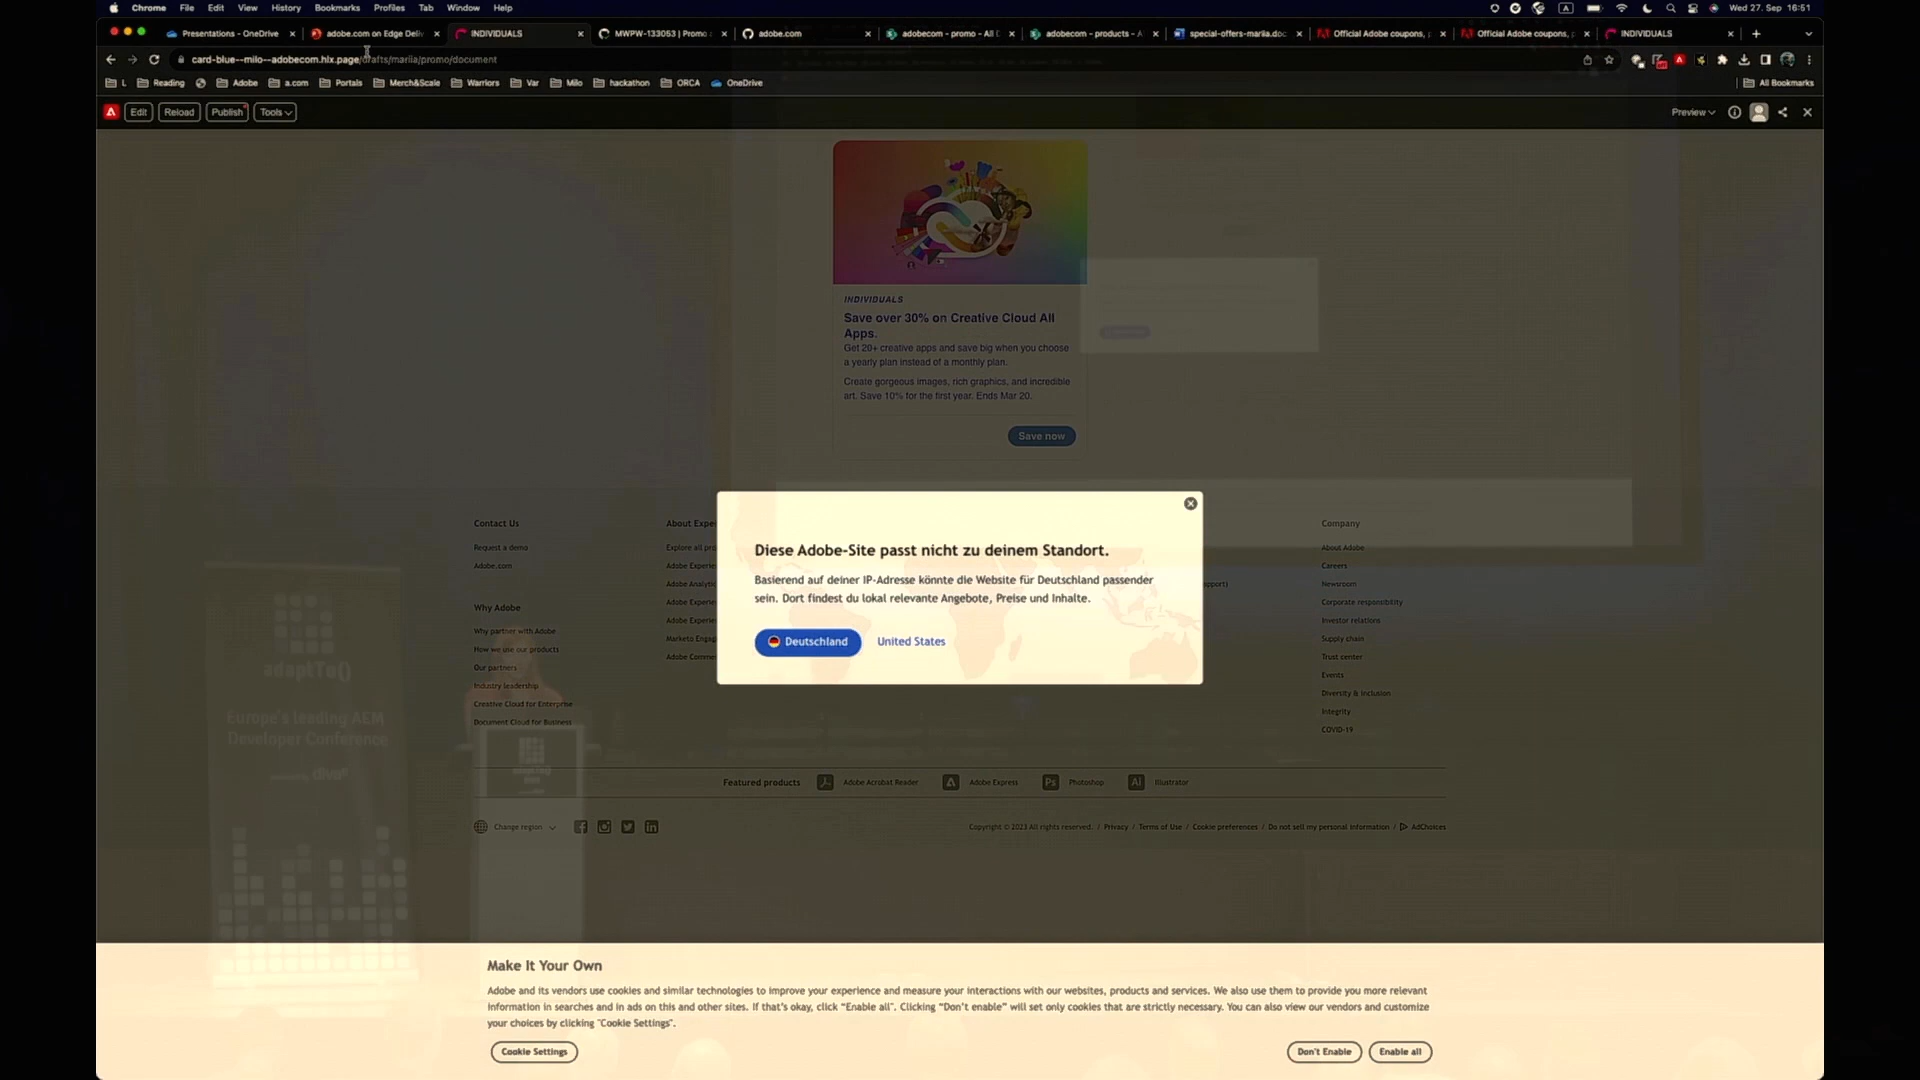 Chrome File Edit View History Bookmarks Profiles Tab Window Help
A Wed 27. Sep 16:51
Presentations - OneDrive
adobe.com on Edge Deliv
INDIVIDUALS
MWPW-133053 | Promo
adobe.com
adobecom - promo - All D
adobecom - products - A
special-offers-mariia.doc
Official Adobe coupons, p
Official Adobe coupons, p
INDIVIDUALS
card-blue--milo--adobecom.hlx.page/drafts/mariia/promo/document
L Reading Adobe a.com Portals Merch&Scale Warriors Var Milo hackathon ORCA OneDrive All Bookmarks
Edit Reload Publish Tools Preview
INDIVIDUALS
Save over 30% on Creative Cloud All
Apps.
Get 20+ creative apps and save big when you choose
a yearly plan instead of a monthly plan.
Create gorgeous images, rich graphics, and incredible
art. Save 10% for the first year. Ends Mar 20.
Save now
Diese Adobe-Site passt nicht zu deinem Standort.
Basierend auf deiner IP-Adresse könnte die Website für Deutschland passender
sein. Dort findest du lokal relevante Angebote, Preise und Inhalte.
Deutschland United States
Contact Us
Request a demo
Adobe.com
Why Adobe
Why partner with Adobe
How we use our products
Our partners
Industry leadership
Creative Cloud for Enterprise
Document Cloud for Business
About Expe
Explore all pro
Adobe Experie
Adobe Analytic
Adobe Experie
Adobe Experie
Marketo Engag
Adobe Comme
pport)
Company
About Adobe
Careers
Newsroom
Corporate responsibility
Investor relations
Supply chain
Trust center
Events
Diversity & Inclusion
Integrity
COVID-19
adaptTo()
Europe's leading AEM
Developer Conference
diva
adaptTo()
Featured products Adobe Acrobat Reader Adobe Express Ps Photoshop Ai Illustrator
Change region
Copyright © 2023 All rights reserved. / Privacy / Terms of Use / Cookie preferences / Do not sell my personal information / AdChoices
Make It Your Own
Adobe and its vendors use cookies and similar technologies to improve your experience and measure your interactions with our websites, products and services. We also use them to provide you more relevant
information in searches and in ads on this and other sites. If that's okay, click “Enable all”. Clicking “Don't enable” will set only cookies that are strictly necessary. You can also view our vendors and customize
your choices by clicking "Cookie Settings".
Cookie Settings Don't Enable Enable all